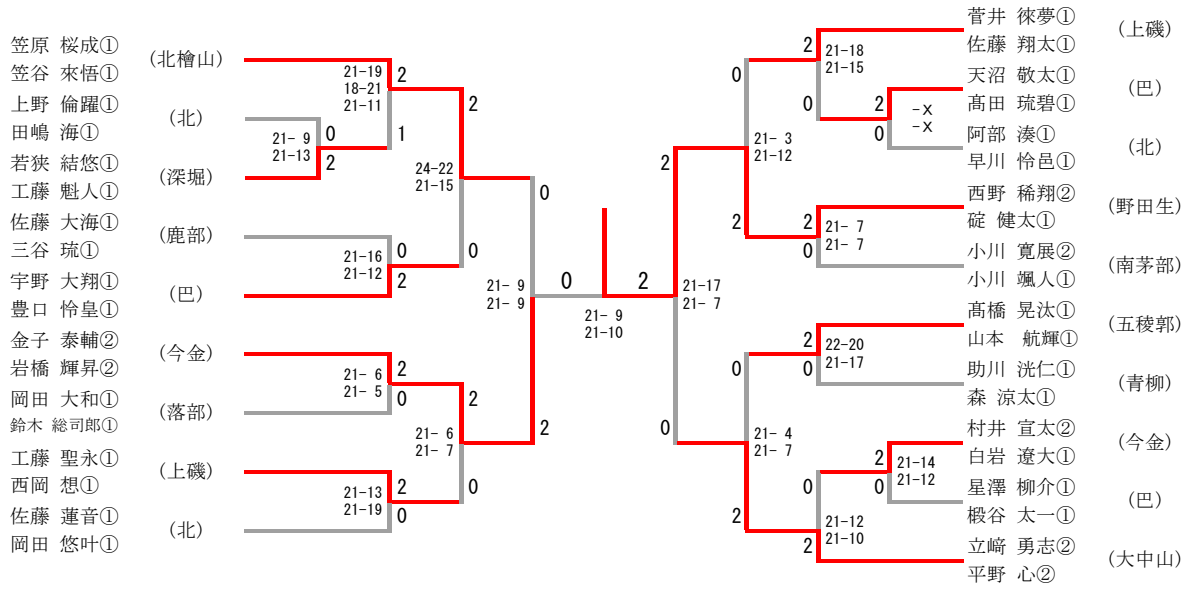 笠原 桜成①
笠谷 來悟①
(北檜山)
上野 倫躍①
田嶋 海①
(北)
若狭 結悠①
工藤 魁人①
(深堀)
佐藤 大海①
三谷 琉①
(鹿部)
宇野 大翔①
豊口 怜皇①
(巴)
金子 泰輔②
岩橋 輝昇②
(今金)
岡田 大和①
鈴木 総司郎①
(落部)
工藤 聖永①
西岡 想①
(上磯)
佐藤 蓮音①
岡田 悠叶①
(北)
21-19
18-21
21-11
2
1
21- 9
21-13
0
2
21-16
21-12
0
2
24-22
21-15
2
0
21- 6
21- 5
2
0
21-13
21-19
2
0
21- 6
21- 7
2
0
21- 9
21- 9
0
2
0
2
21- 9
21-10
21-17
21- 7
2
0
21- 3
21-12
0
2
21-18
21-15
2
0
-X
-X
2
0
21- 7
21- 7
2
0
21- 4
21- 7
0
2
22-20
21-17
2
0
21-14
21-12
2
0
21-12
21-10
0
2
菅井 徠夢①
佐藤 翔太①
(上磯)
天沼 敬太①
髙田 琉碧①
(巴)
阿部 湊①
早川 怜邑①
(北)
西野 稀翔②
碇 健太①
(野田生)
小川 寛展②
小川 颯人①
(南茅部)
髙橋 晃汰①
山本 航輝①
(五稜郭)
助川 洸仁①
森 涼太①
(青柳)
村井 宣太②
白岩 遼大①
(今金)
星澤 柳介①
椴谷 太一①
(巴)
立﨑 勇志②
平野 心②
(大中山)